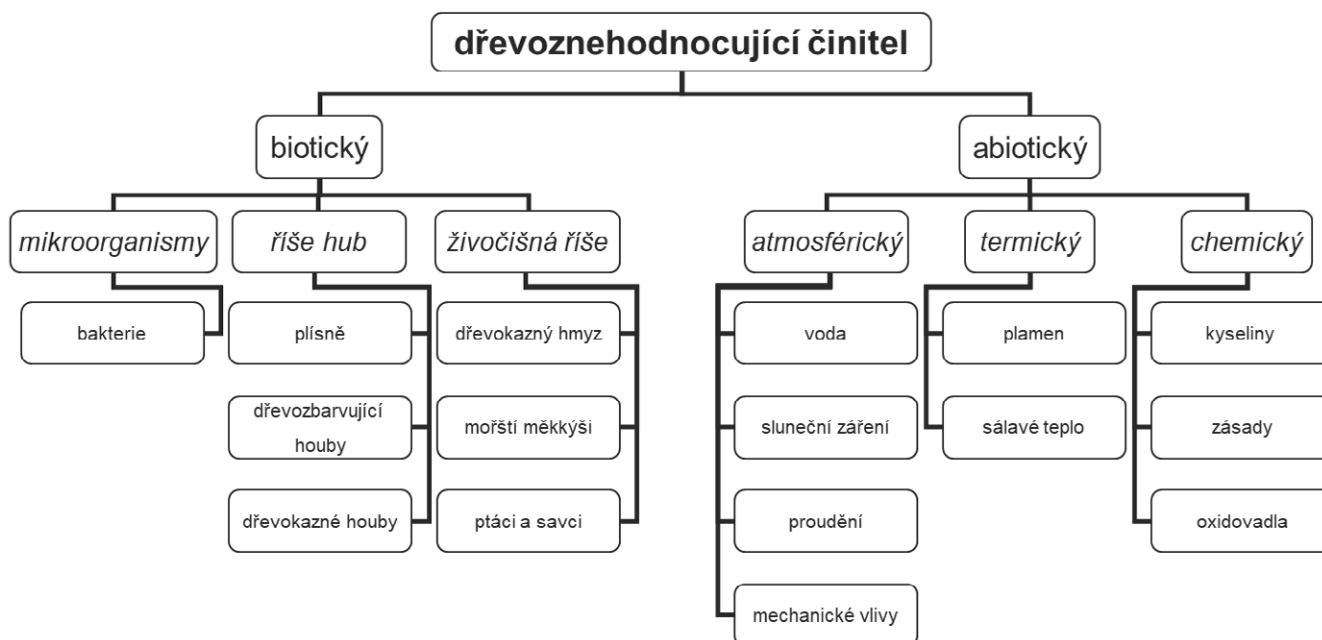 dřevoznehodnocující činitel
biotický
abiotický
mikroorganismy
říše hub
živočišná říše
atmosférický
termický
chemický
bakterie
plísně
dřevokazný hmyz
voda
plamen
kyseliny
dřevozbarvující
houby
mořští měkkýši
sluneční záření
sálavé teplo
zásady
dřevokazné houby
ptáci a savci
proudění
oxidovadla
mechanické vlivy